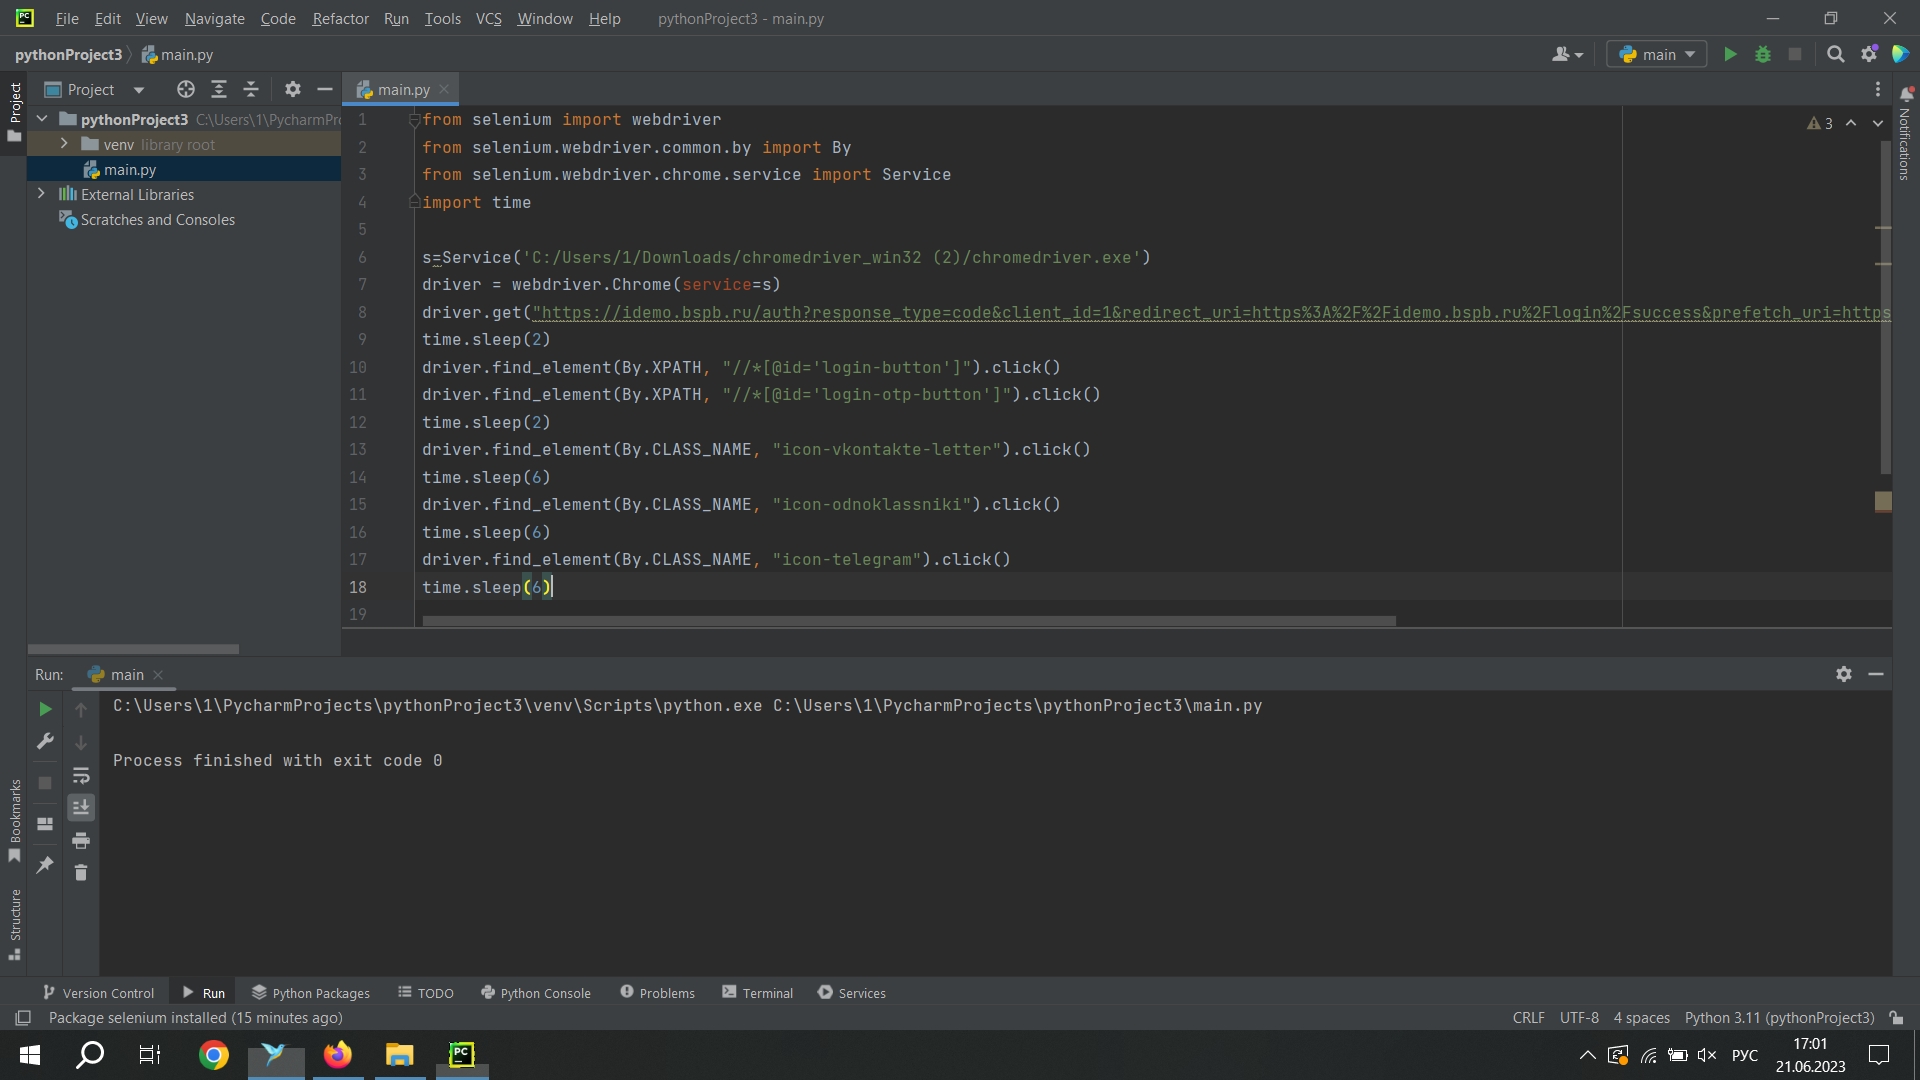 PC File Edit View Navigate Code Refactor Run Tools VCS Window Help pythonProject3 - main.py
pythonProject3 main.py main
Project main.py
Project
Notifications
pythonProject3 C:\Users\1\PycharmPr
venv library root
main.py
External Libraries
Scratches and Consoles
3
1 from selenium import webdriver
2 from selenium.webdriver.common.by import By
3 from selenium.webdriver.chrome.service import Service
4 import time
5
6 s=Service('C:/Users/1/Downloads/chromedriver_win32 (2)/chromedriver.exe')
7 driver = webdriver.Chrome(service=s)
8 driver.get("https://idemo.bspb.ru/auth?response_type=code&client_id=1&redirect_uri=https%3A%2F%2Fidemo.bspb.ru%2Flogin%2Fsuccess&prefetch_uri=https
9 time.sleep(2)
10 driver.find_element(By.XPATH, "//*[@id='login-button']").click()
11 driver.find_element(By.XPATH, "//*[@id='login-otp-button']").click()
12 time.sleep(2)
13 driver.find_element(By.CLASS_NAME, "icon-vkontakte-letter").click()
14 time.sleep(6)
15 driver.find_element(By.CLASS_NAME, "icon-odnoklassniki").click()
16 time.sleep(6)
17 driver.find_element(By.CLASS_NAME, "icon-telegram").click()
18 time.sleep(6)
19
Run: main
C:\Users\1\PycharmProjects\pythonProject3\venv\Scripts\python.exe C:\Users\1\PycharmProjects\pythonProject3\main.py
Process finished with exit code 0
Bookmarks
Structure
Version Control Run Python Packages TODO Python Console Problems Terminal Services
Package selenium installed (15 minutes ago) CRLF UTF-8 4 spaces Python 3.11 (pythonProject3)
PC РУС 17:01
21.06.2023